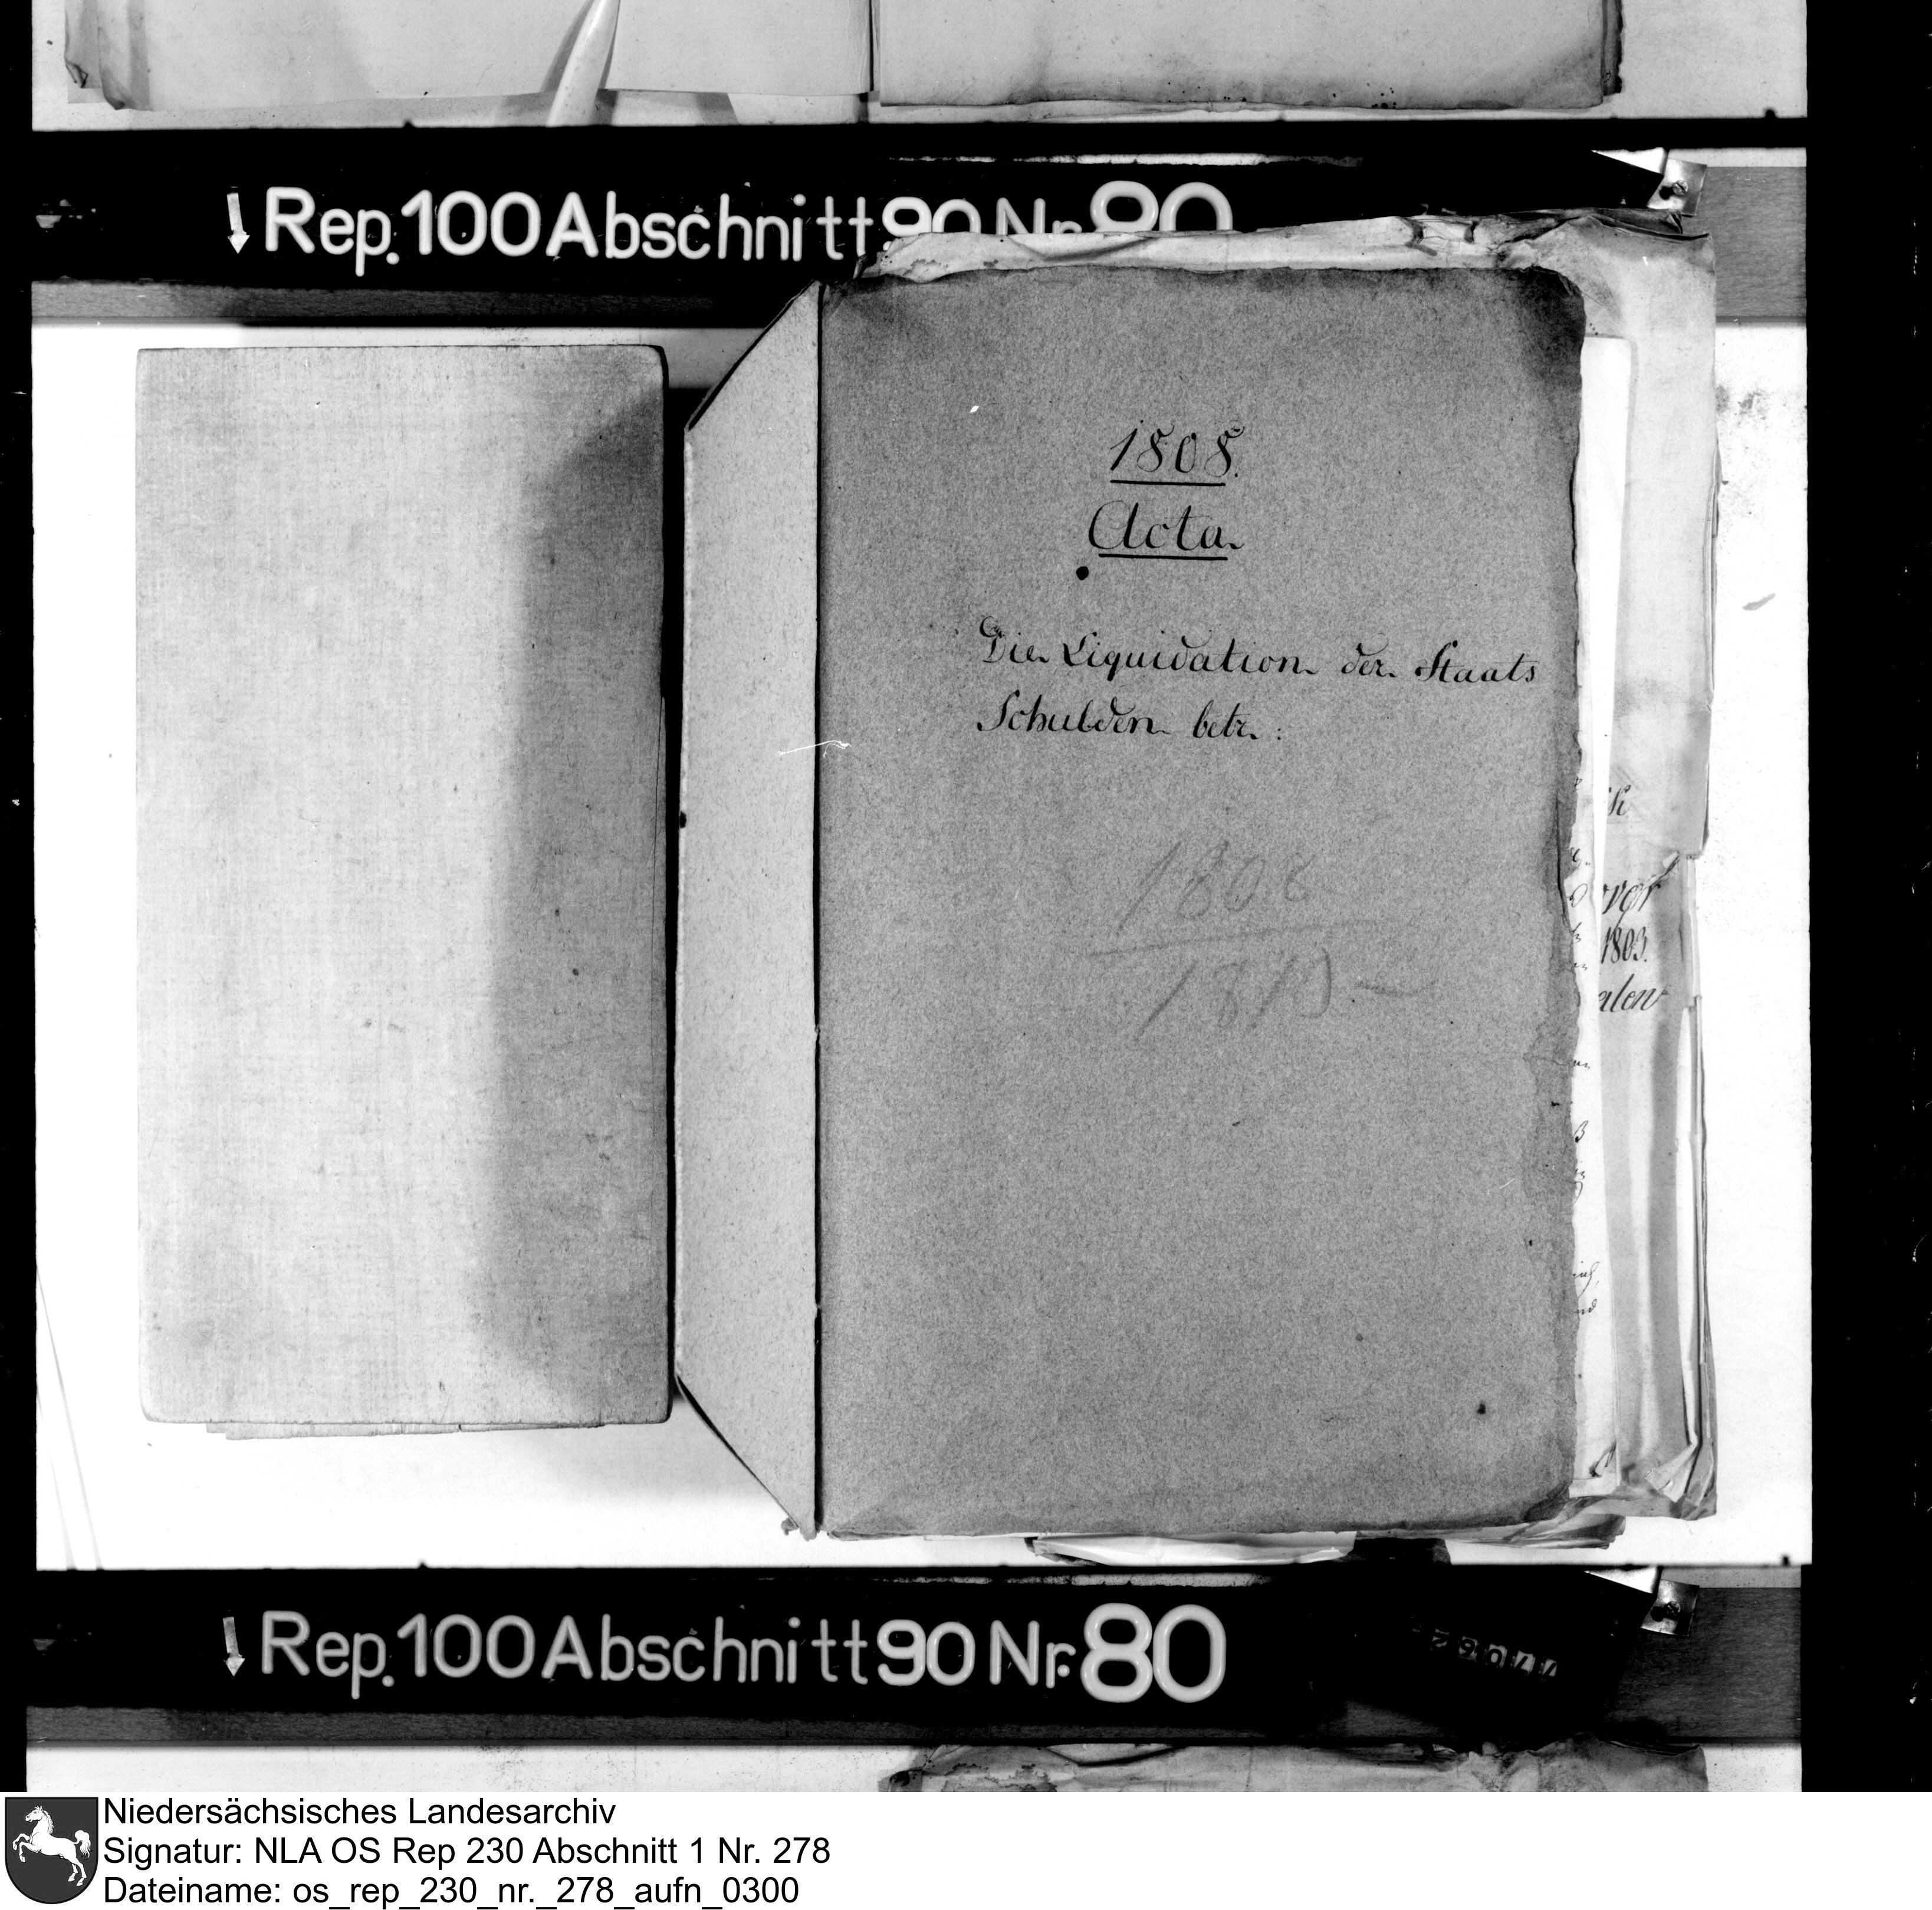 Rep. 100 Abschnitt 90 Nr. 80
1808.
Acta.
Die Liquidation der Staats
Schulden betr. :
1808
1803.
Rep. 100 Abschnitt 90 Nr. 80
Niedersächsisches Landesarchiv
Signatur: NLA OS Rep 230 Abschnitt 1 Nr. 278
Dateiname: os_rep_230_nr._278_aufn_0300